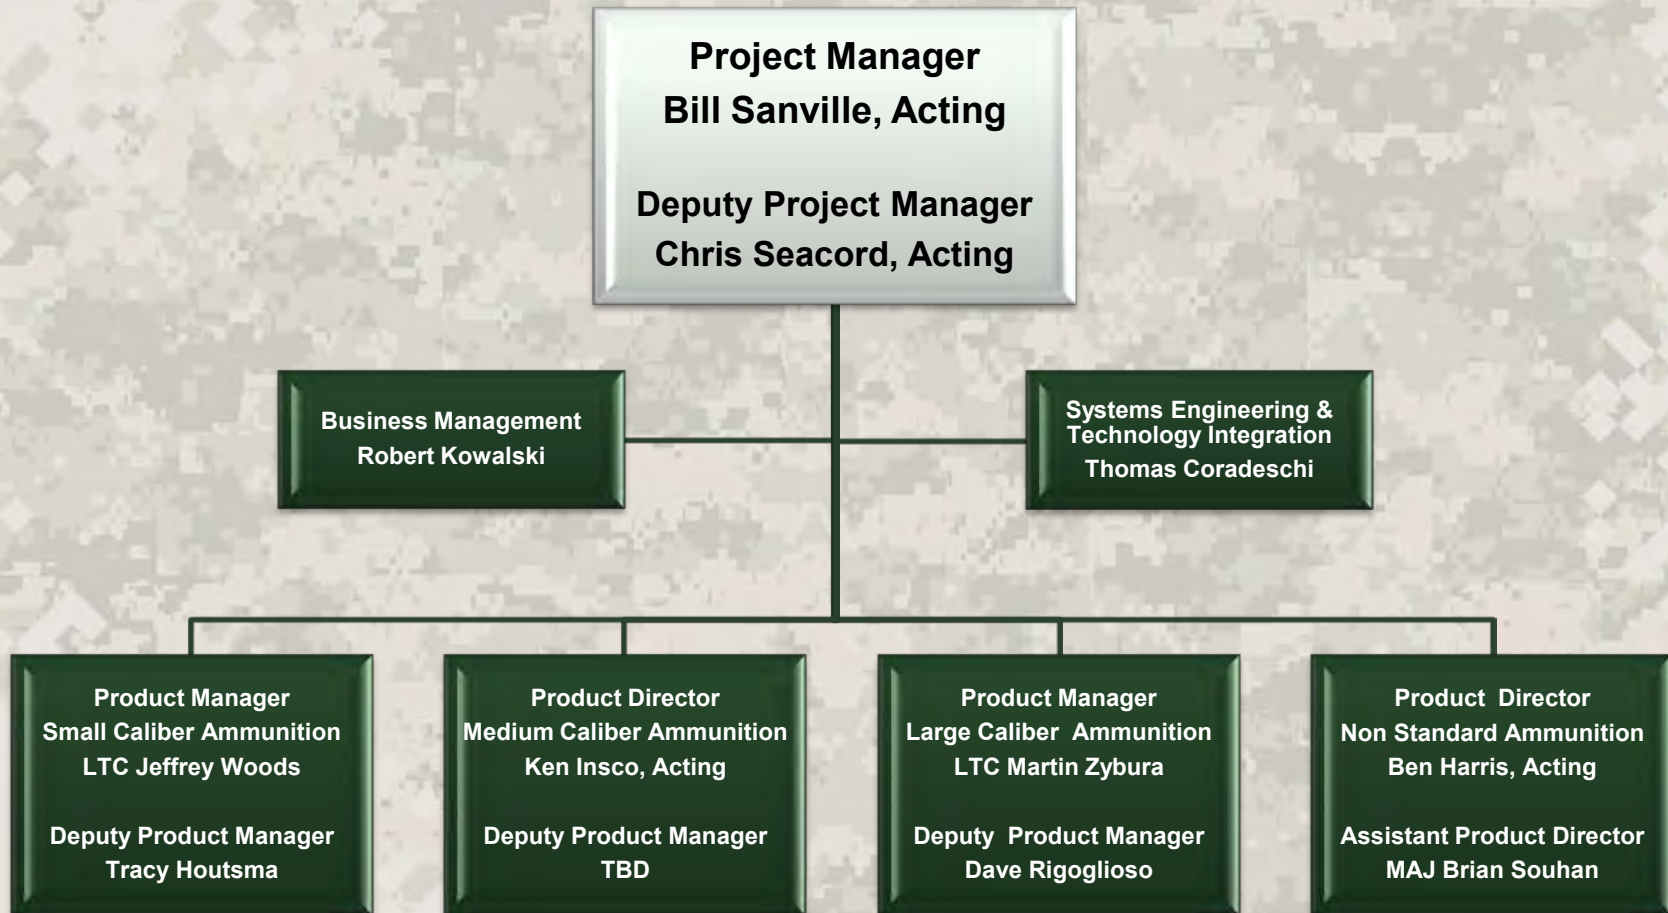 Project Manager
Bill Sanville, Acting
Deputy Project Manager
Chris Seacord, Acting
Business Management
Robert Kowalski
Systems Engineering &
Technology Integration
Thomas Coradeschi
Product Manager
Small Caliber Ammunition
LTC Jeffrey Woods
Deputy Product Manager
Tracy Houtsma
Product Director
Medium Caliber Ammunition
Ken Insco, Acting
Deputy Product Manager
TBD
Product Manager
Large Caliber Ammunition
LTC Martin Zybura
Deputy Product Manager
Dave Rigoglioso
Product Director
Non Standard Ammunition
Ben Harris, Acting
Assistant Product Director
MAJ Brian Souhan